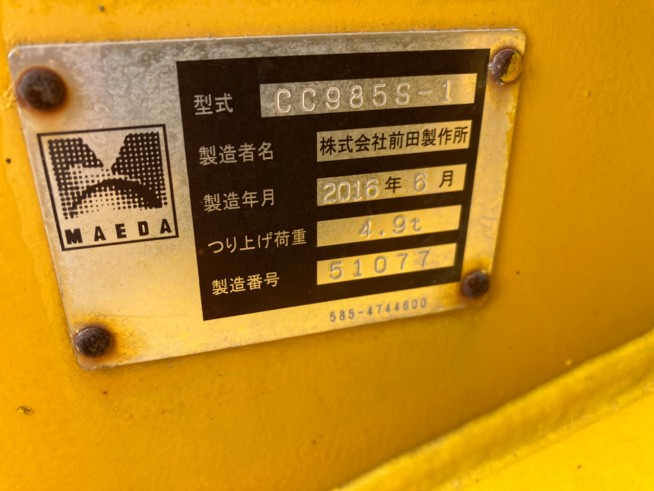 型式 CC985S-1
製造者名 株式会社前田製作所
製造年月 2016年 6月
つり上げ荷重 4.9t
製造番号 51077
MAEDA
585-4744600